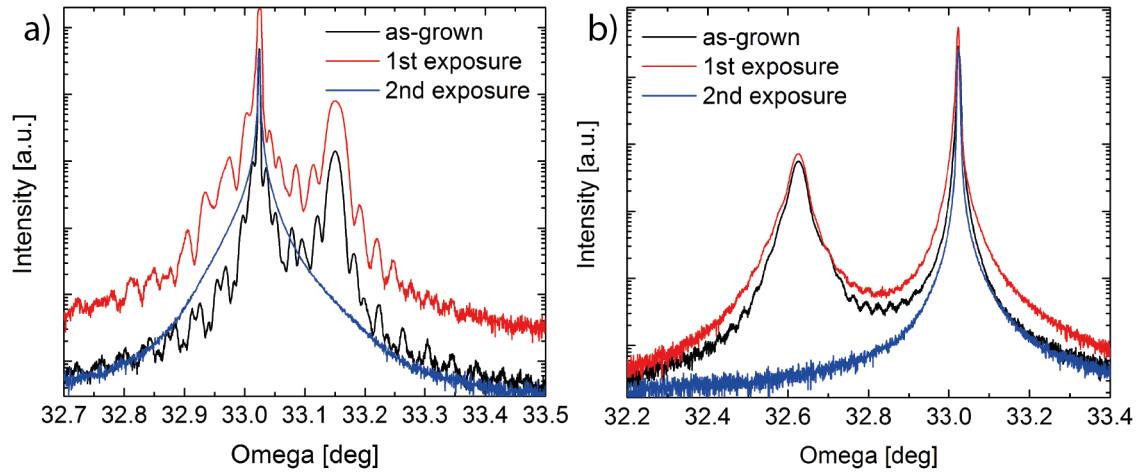 a)
as-grown
1st exposure
2nd exposure
Intensity [a.u.]
32.7 32.8 32.9 33.0 33.1 33.2 33.3 33.4 33.5
Omega [deg]
b)
as-grown
1st exposure
2nd exposure
Intensity [a.u.]
32.2 32.4 32.6 32.8 33.0 33.2 33.4
Omega [deg]